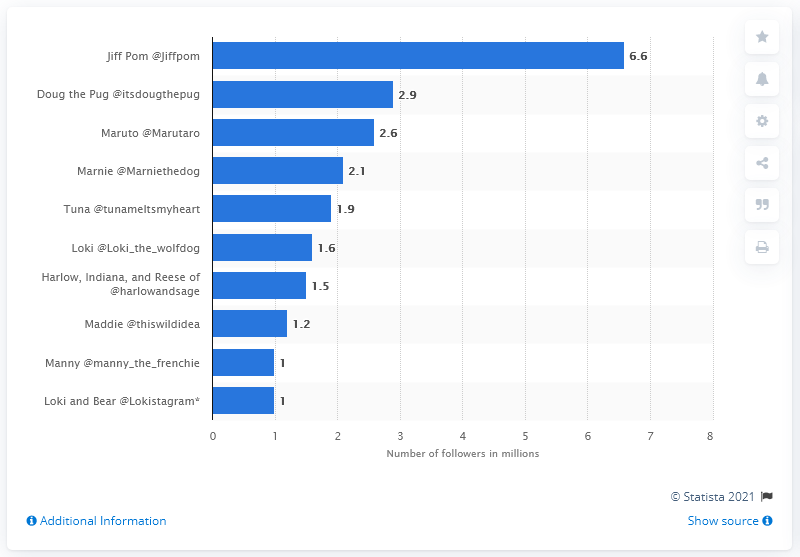 Jiff Pom @Jiffpom
6.6
Doug the Pug @itsdougthepug
2.9
Maruto @Marutaro
2.6
Marnie @Marniethedog
2.1
Tuna @tunameltsmyheart
1.9
Loki @Loki_the_wolfdog
1.6
Harlow, Indiana, and Reese of
@harlowandsage
1.5
Maddie @thiswildidea
1.2
Manny @manny_the_frenchie
1
Loki and Bear @Lokistagram*
1
0 1 2 3 4 5 6 7 8
Number of followers in millions
© Statista 2021
Additional Information
Show source